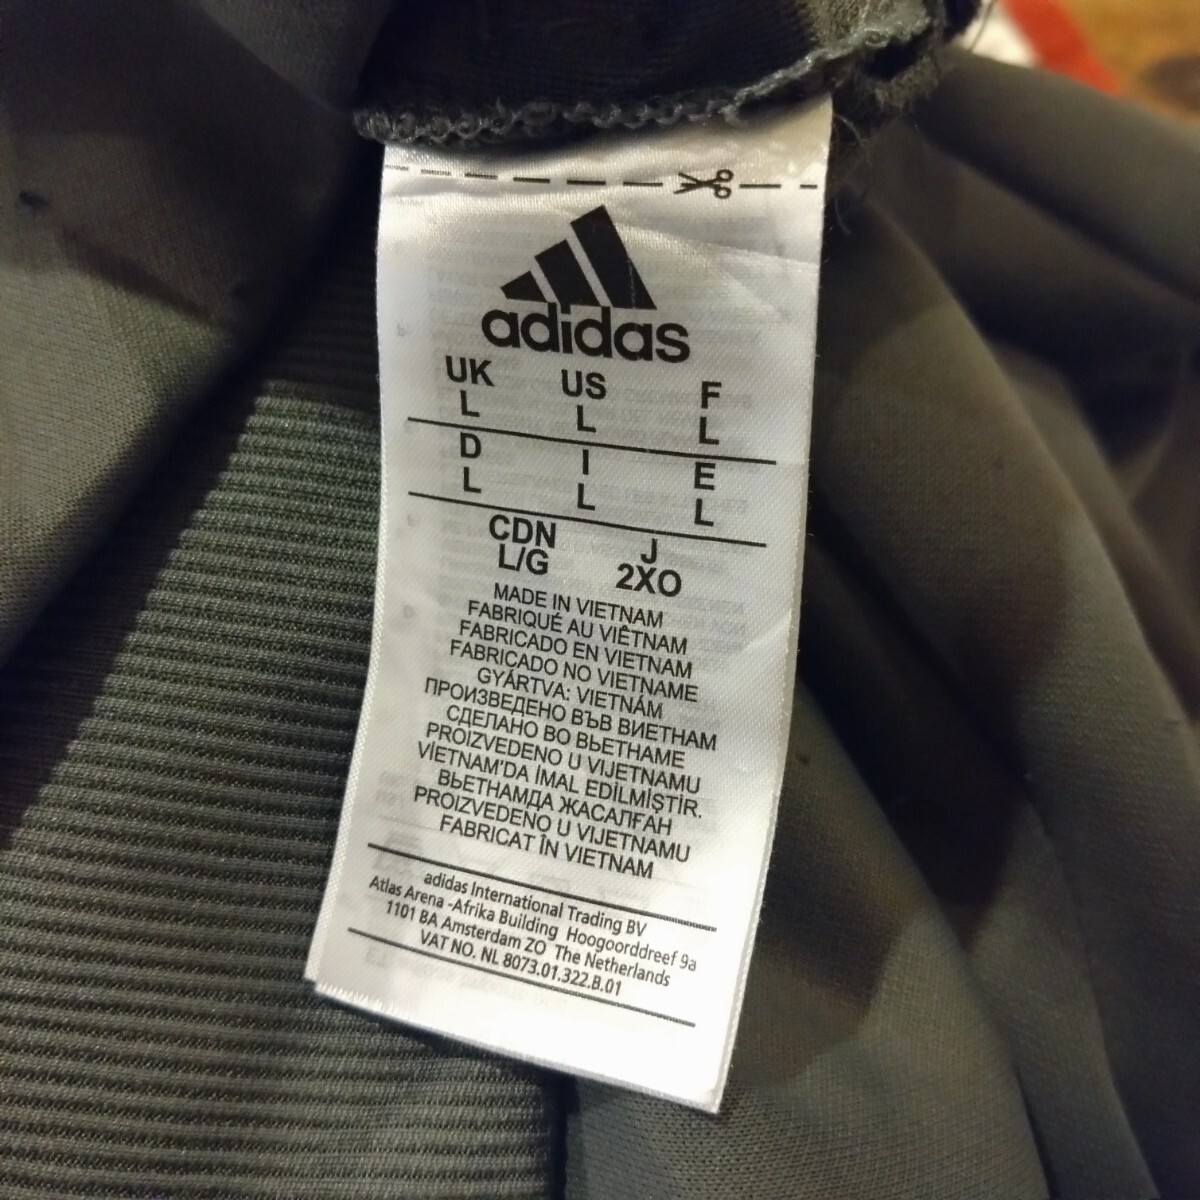 adidas
UK US F
L L L
D I E
L L L
CDN J
L/G 2XO
MADE IN VIETNAM
FABRIQUÉ AU VIÊTNAM
FABRICADO EN VIETNAM
FABRICADO NO VIETNAME
GYÁRTVA: VIETNÁM
ПРОИЗВЕДЕНО ВЪВ ВИЕТНАМ
СДЕЛАНО ВО ВЬЕТНАМЕ
PROIZVEDENO U VIJETNAMU
VİETNAM'DA İMAL EDİLMİŞTİR.
ВЬЕТНАМДА ЖАСАЛҒАН
PROIZVEDENO U VIJETNAMU
FABRICAT ÎN VIETNAM
adidas International Trading BV
Atlas Arena -Afrika Building Hoogoorddreef 9a
1101 BA Amsterdam ZO The Netherlands
VAT NO. NL 8073.01.322.B.01